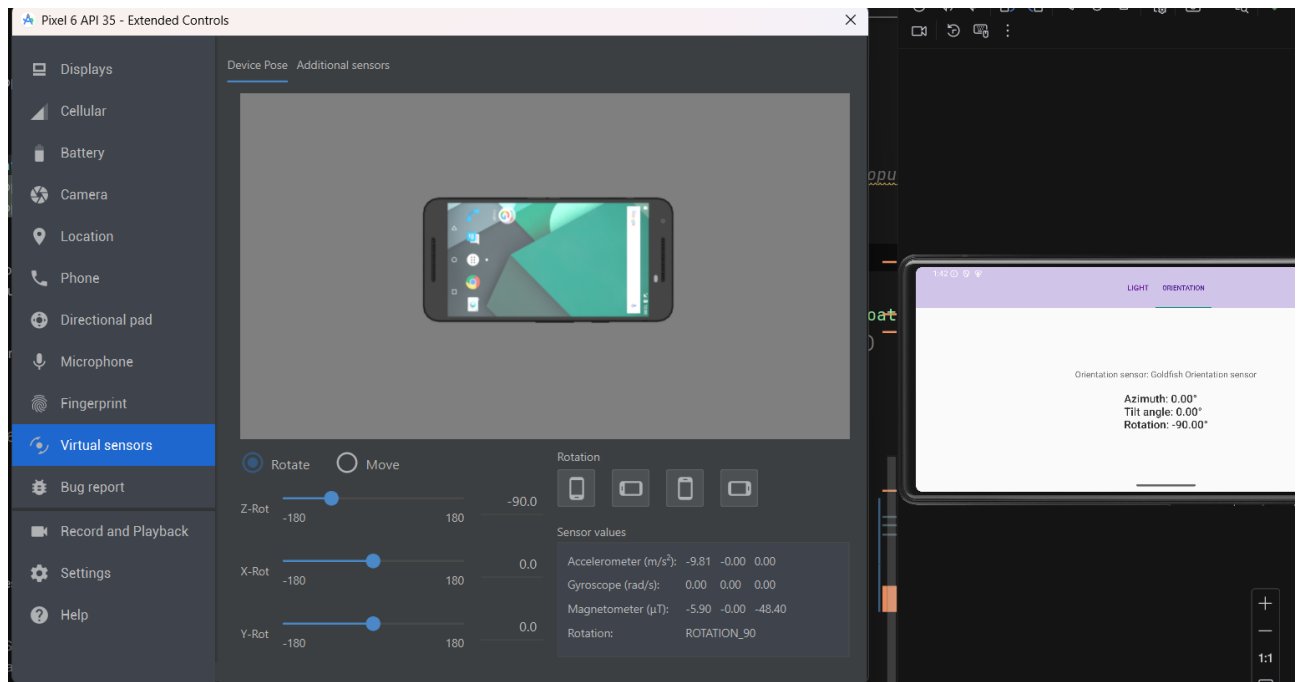 Pixel 6 API 35 - Extended Controls
Displays
Cellular
Battery
Camera
Location
Phone
Directional pad
Microphone
Fingerprint
Virtual sensors
Bug report
Record and Playback
Settings
Help
Device Pose Additional sensors
Rotate Move
Z-Rot -180 180 -90.0
X-Rot -180 180 0.0
Y-Rot -180 180 0.0
Rotation
Sensor values
Accelerometer (m/s²): -9.81 -0.00 0.00
Gyroscope (rad/s): 0.00 0.00 0.00
Magnetometer (μT): -5.90 -0.00 -48.40
Rotation: ROTATION_90
opu
oat
)
1:42
LIGHT ORIENTATION
Orientation sensor: Goldfish Orientation sensor
Azimuth: 0.00°
Tilt angle: 0.00°
Rotation: -90.00°
1:1